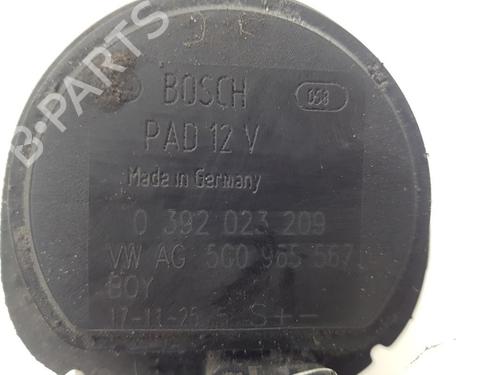 BOSCH
PAD 12 V
Made in Germany
0 392 023 209
VW AG 5G0 965 567
BOY
17-11-25 S+-
B-PARTS